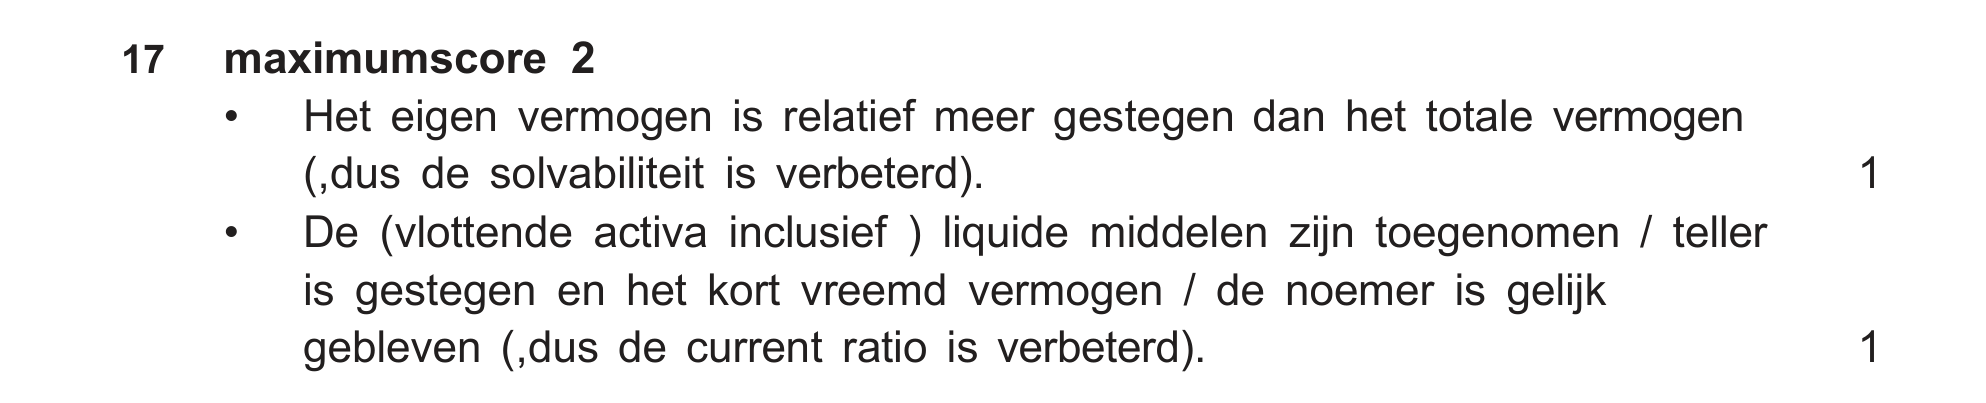 17 maximumscore 2
• Het eigen vermogen is relatief meer gestegen dan het totale vermogen
(,dus de solvabiliteit is verbeterd). 1
• De (vlottende activa inclusief ) liquide middelen zijn toegenomen / teller
is gestegen en het kort vreemd vermogen / de noemer is gelijk
gebleven (,dus de current ratio is verbeterd). 1